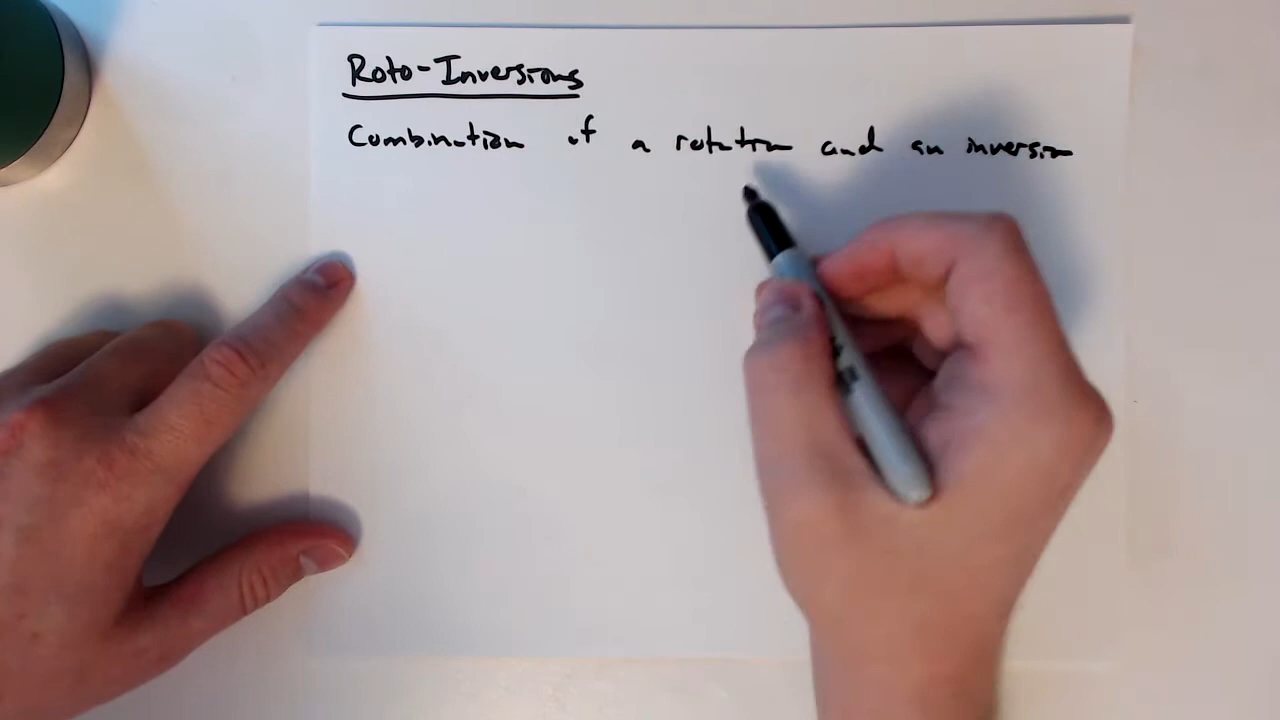 Roto-Inversions
Combination of a rotation and an inversion